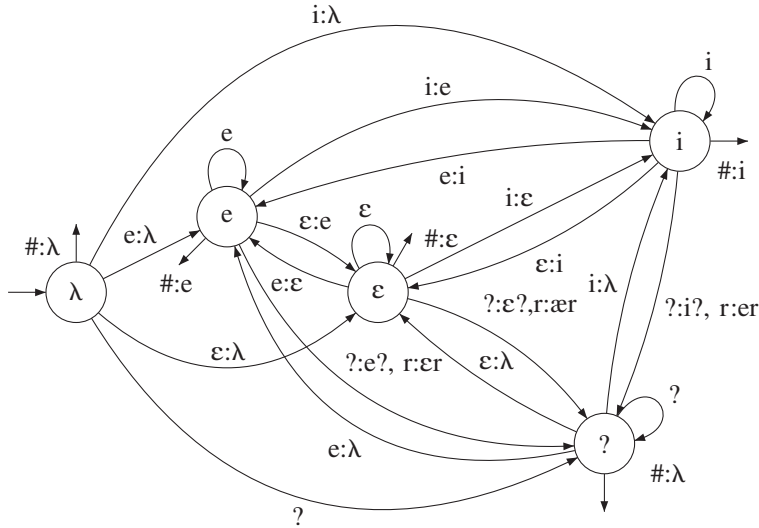 i:λ
i
i:e
e
i
#:i
e:i
i:ε
e
ε:e
ε
#:ε
e:λ
#:λ
#:e
e:ε
ε:i
λ
ε
?:ε?,r:ær
i:λ
?:i?, r:er
ε:λ
?:e?, r:εr
ε:λ
?
?
e:λ
#:λ
?